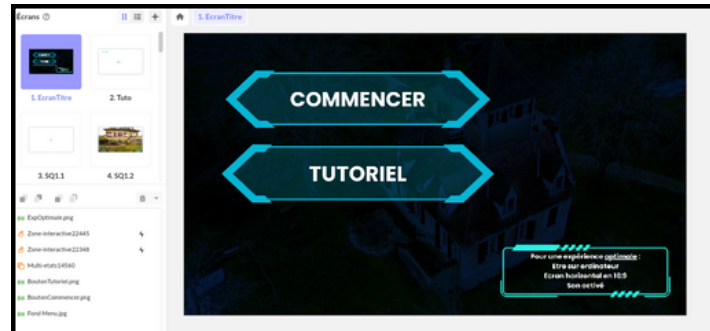 Écrans
1. EcranTitre
1. EcranTitre
2. Tuto
3. SQ1.1
4. SQ1.2
ExpOptimale.png
Zone-interactive22445
Zone-interactive22348
Multi-etats14560
BoutonTutoriel.png
BoutonCommencer.png
Fond Menu.jpg
COMMENCER
TUTORIEL
Pour une expérience optimale :
Etre sur ordinateur
Ecran horizontal en 16:9
Son activé